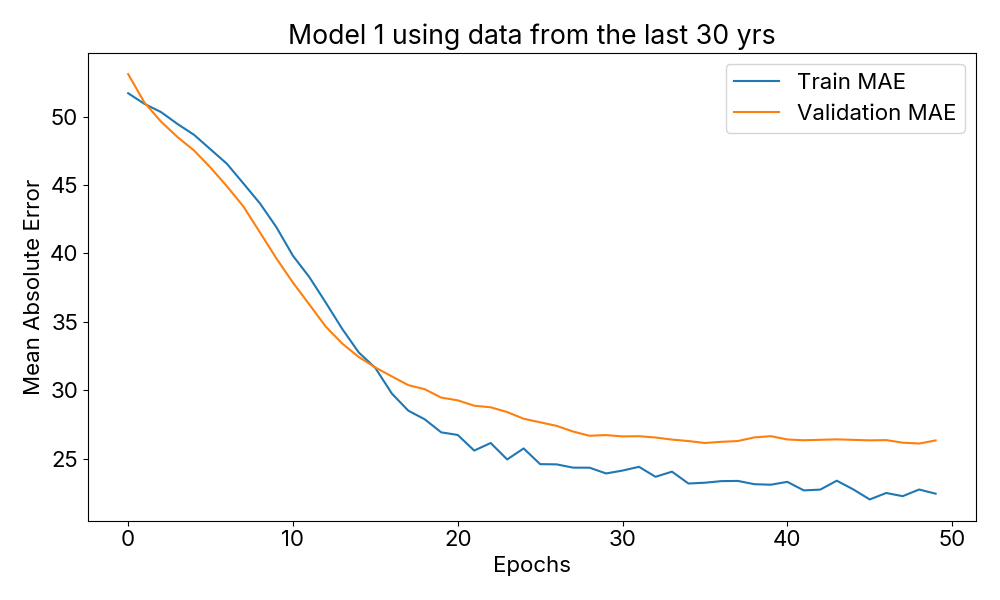 Model 1 using data from the last 30 yrs
Train MAE
Validation MAE
Mean Absolute Error
50
45
40
35
30
25
0 10 20 30 40 50
Epochs